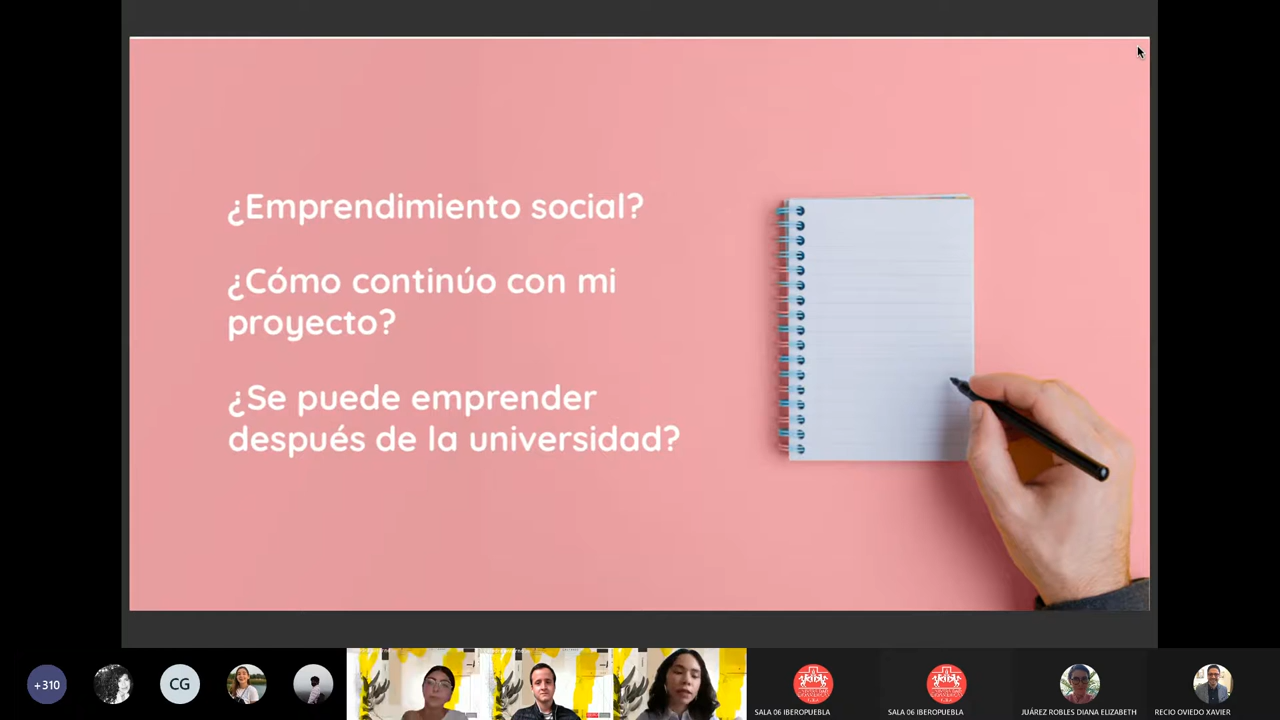 ¿Emprendimiento social?
¿Cómo continúo con mi
proyecto?
¿Se puede emprender
después de la universidad?
+310
CG
SALA 06 IBEROPUEBLA
SALA 06 IBEROPUEBLA
JUÁREZ ROBLES DIANA ELIZABETH
RECIO OVIEDO XAVIER